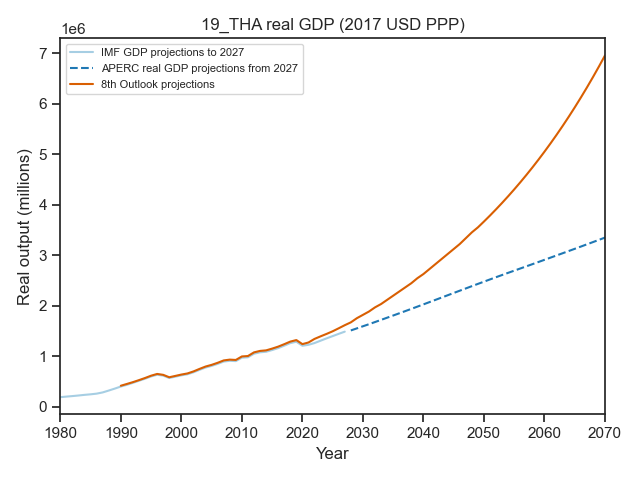 19_THA real GDP (2017 USD PPP)
1e6
IMF GDP projections to 2027
APERC real GDP projections from 2027
8th Outlook projections
Real output (millions)
7
6
5
4
3
2
1
0
1980 1990 2000 2010 2020 2030 2040 2050 2060 2070
Year